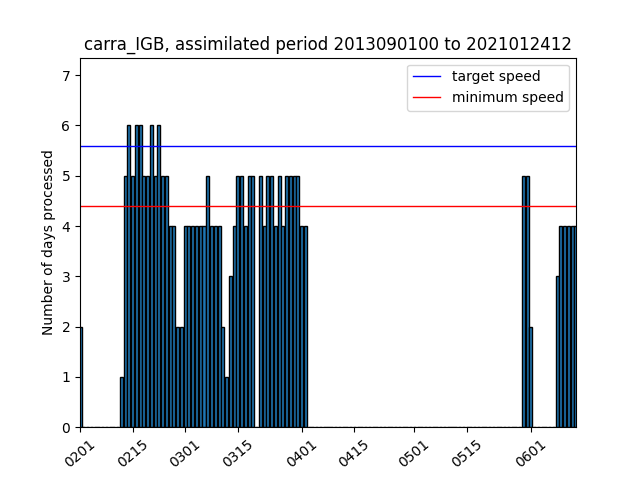 carra_IGB, assimilated period 2013090100 to 2021012412
target speed
minimum speed
Number of days processed
7
6
5
4
3
2
1
0
0201 0215 0301 0315 0401 0415 0501 0515 0601